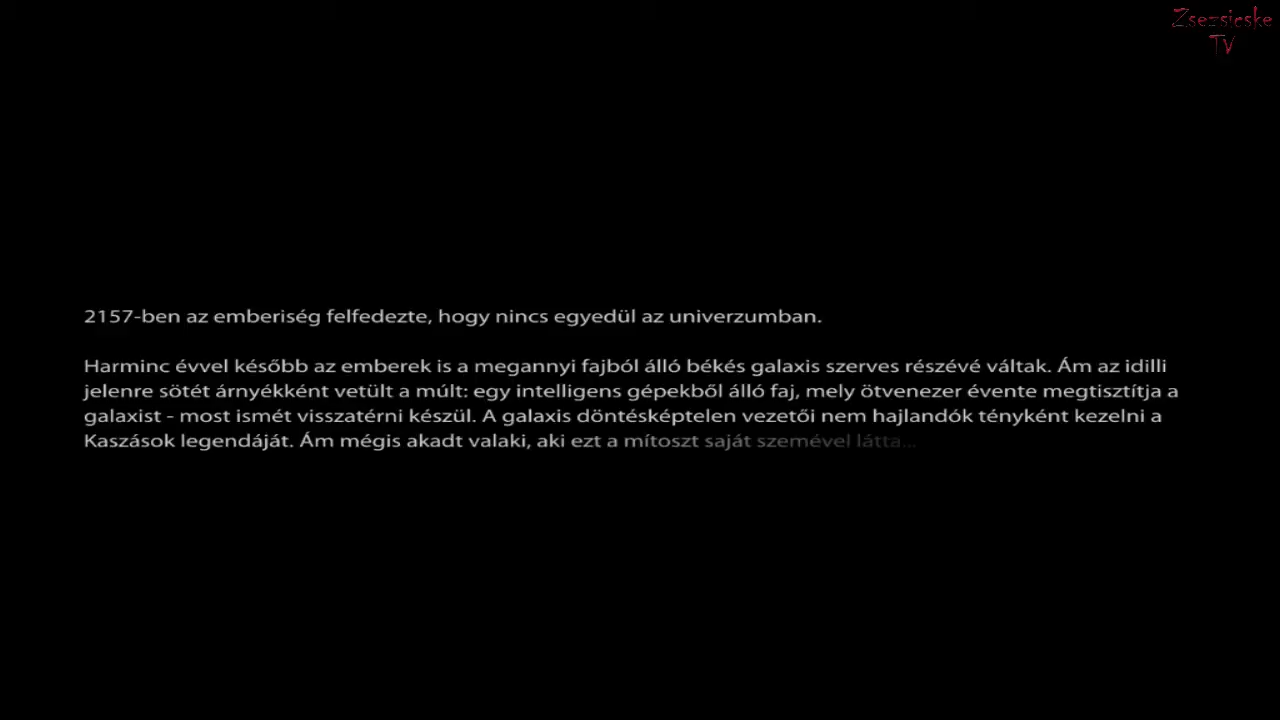 Zsezsicske
TV
2157-ben az emberiség felfedezte, hogy nincs egyedül az univerzumban.
Harminc évvel később az emberek is a megannyi fajból álló békés galaxis szerves részévé váltak. Ám az idilli
jelenre sötét árnyékként vetült a múlt: egy intelligens gépekből álló faj, mely ötvenezer évente megtisztítja a
galaxist - most ismét visszatérni készül. A galaxis döntésképtelen vezetői nem hajlandók tényként kezelni a
Kaszások legendáját. Ám mégis akadt valaki, aki ezt a mítoszt saját szemével látta...